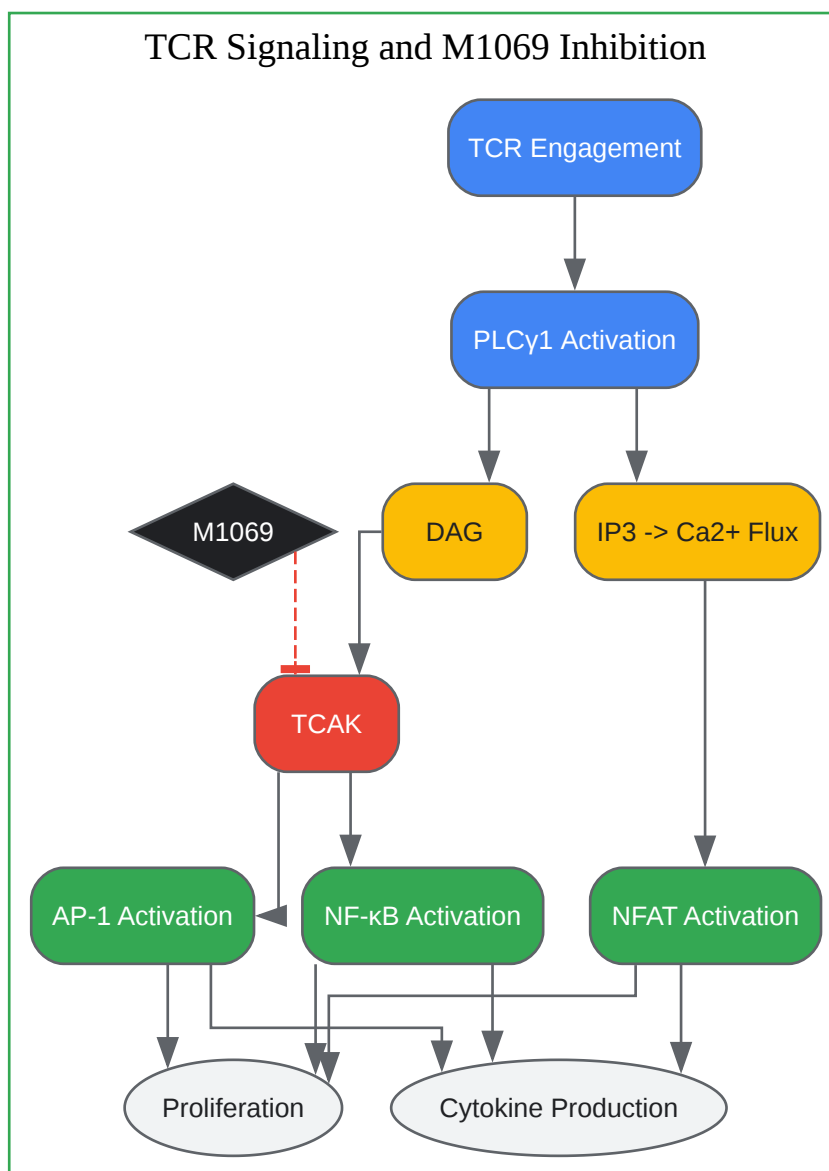 TCR Signaling and M1069 Inhibition
TCR Engagement
PLCγ1 Activation
M1069
DAG
IP3 -> Ca2+ Flux
TCAK
AP-1 Activation
NF-κB Activation
NFAT Activation
Proliferation
Cytokine Production